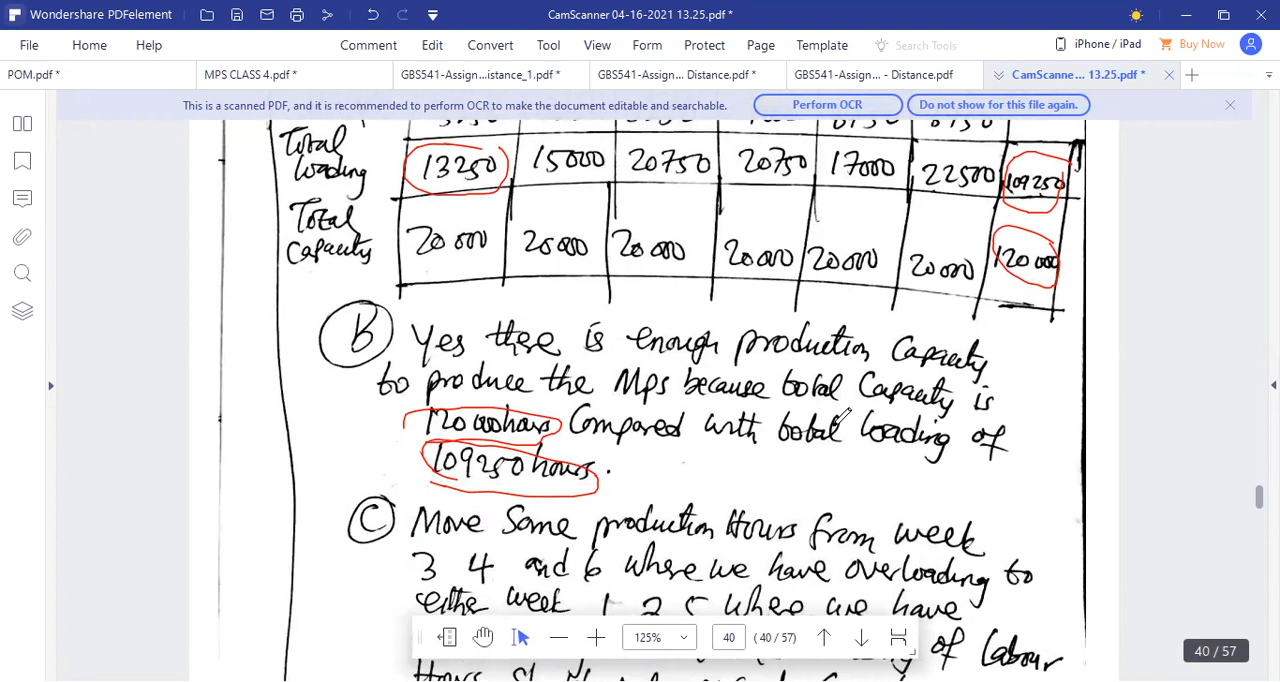 Wondershare PDFelement
CamScanner 04-16-2021 13.25.pdf *
File Home Help Comment Edit Convert Tool View Form Protect Page Template Search Tools iPhone / iPad Buy Now
POM.pdf * MPS CLASS 4.pdf * GBS541-Assign...istance_1.pdf * GBS541-Assign... Distance.pdf * GBS541-Assign... - Distance.pdf CamScanne... 13.25.pdf *
This is a scanned PDF, and it is recommended to perform OCR to make the document editable and searchable. Perform OCR Do not show for this file again.
Total loading 13250 15000 20750 20750 17000 22500 109250
Total Capacity 20000 20000 20000 20000 20000 20000 120000
B Yes there is enough production Capacity
to produce the MPS because total Capacity is
120000hours Compared with total loading of
109250hours.
C Move Some production Hours from week
3 4 and 6 where we have overloading to
either week 1 2 5 where we have
of labour
Hours
125% 40 (40 / 57)
40 / 57